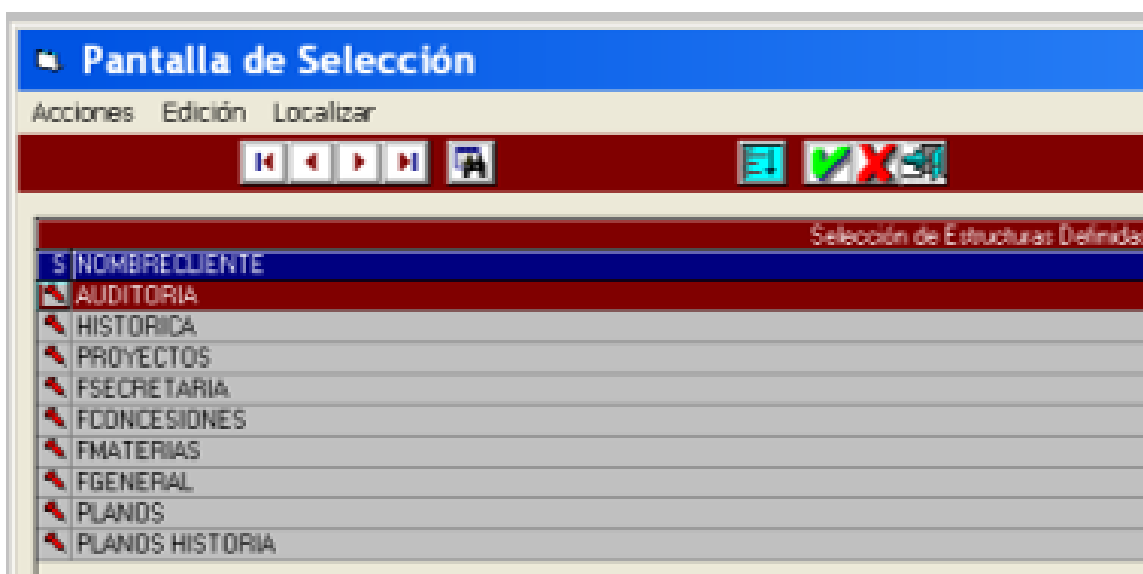 Pantalla de Selección
Acciones Edición Localizar
Selección de Estructuras Definidas
S NOMBRECLIENTE
AUDITORIA
HISTORICA
PROYECTOS
FSECRETARIA
FCONCESIONES
FMATERIAS
FGENERAL
PLANOS
PLANOS HISTORIA